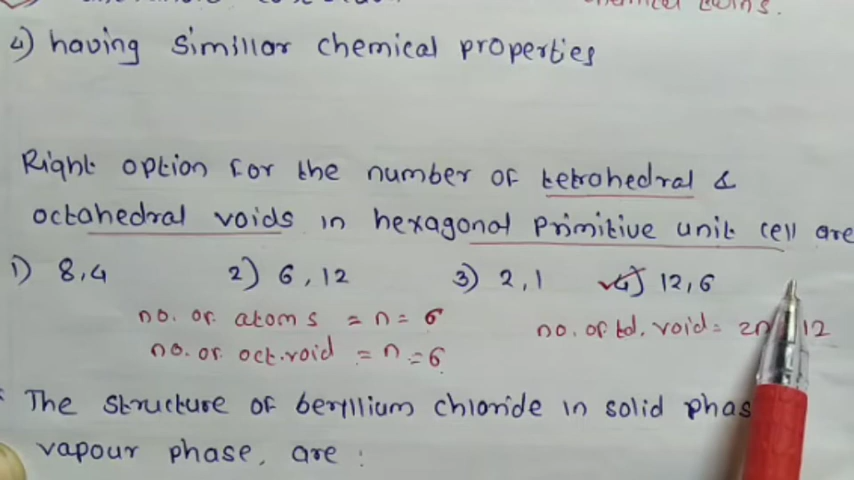 4) having simillar chemical properties
Right option for the number of tetrahedral &
octahedral voids in hexagonal primitive unit cell are
1) 8,4 2) 6,12 3) 2,1 4) 12,6
no. of atoms = n = 6
no. of td. void = 2n 12
no. of oct.void = n = 6
The structure of beryllium chloride in solid phas
vapour phase, are :